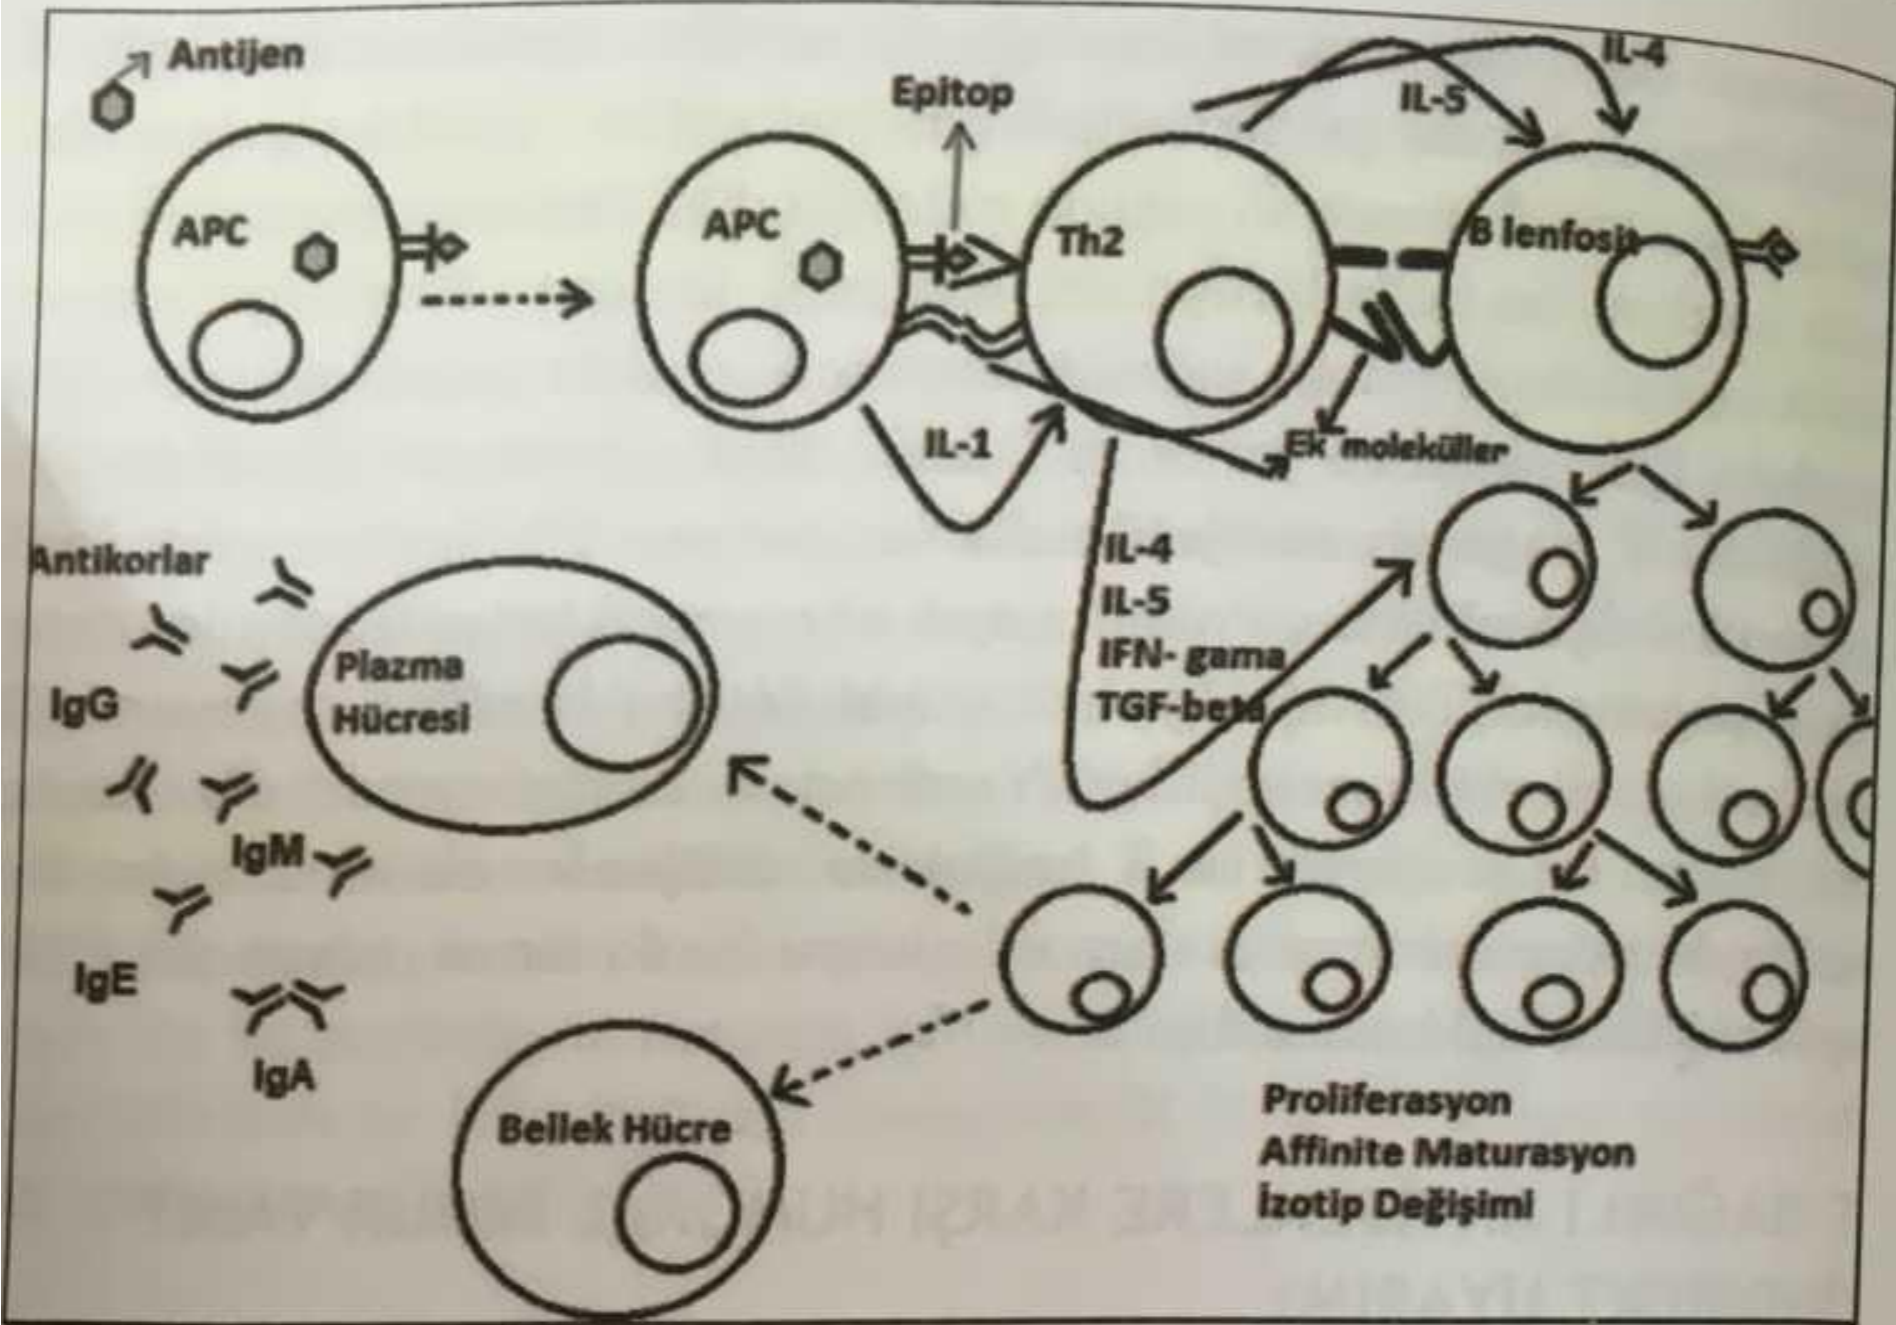 Antijen
Epitop
IL-4
IL-5
APC
APC
Th2
B lenfosit
IL-1
Ek moleküller
Antikorlar
IL-4
IL-5
IFN- gama
TGF-beta
Plazma
Hücresi
IgG
IgM
IgE
IgA
Bellek Hücre
Proliferasyon
Affinite Maturasyon
İzotip Değişimi